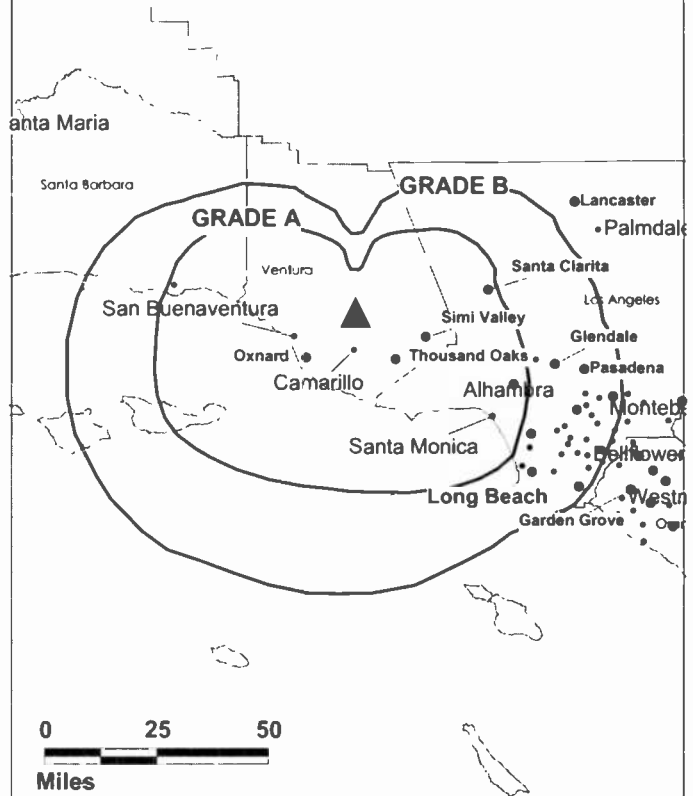 anta Maria
Santa Barbara
GRADE B
Lancaster
GRADE A
Palmdale
Ventura
Santa Clarita
Los Angeles
San Buenaventura
Simi Valley
Glendale
Oxnard
Thousand Oaks
Pasadena
Camarillo
Alhambra
Monteb
Santa Monica
Bellflower
Long Beach
Westm
Garden Grove
0 25 50
Miles